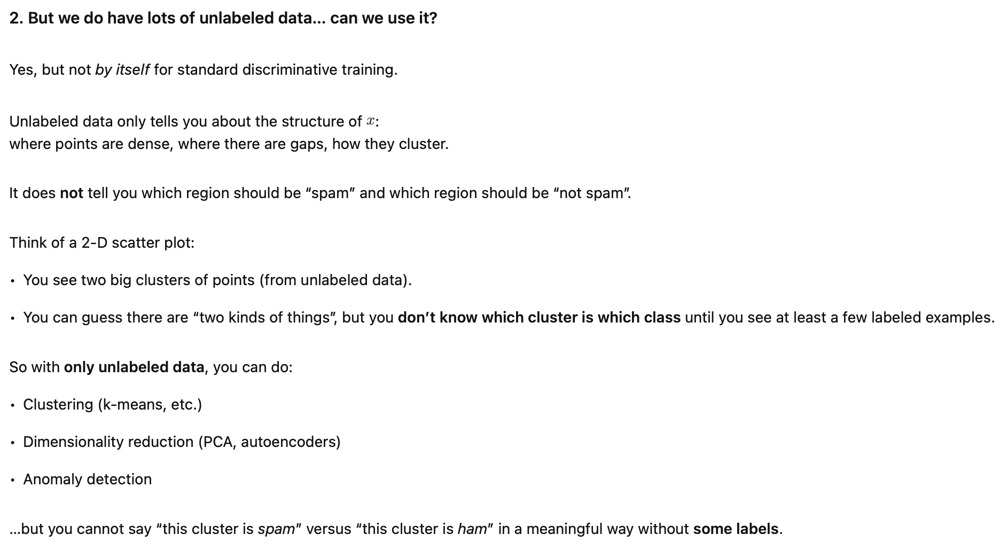 2. But we do have lots of unlabeled data... can we use it?
Yes, but not by itself for standard discriminative training.
Unlabeled data only tells you about the structure of x:
where points are dense, where there are gaps, how they cluster.
It does not tell you which region should be “spam” and which region should be “not spam”.
Think of a 2-D scatter plot:
• You see two big clusters of points (from unlabeled data).
• You can guess there are “two kinds of things”, but you don’t know which cluster is which class until you see at least a few labeled examples.
So with only unlabeled data, you can do:
• Clustering (k-means, etc.)
• Dimensionality reduction (PCA, autoencoders)
• Anomaly detection
...but you cannot say “this cluster is spam” versus “this cluster is ham” in a meaningful way without some labels.